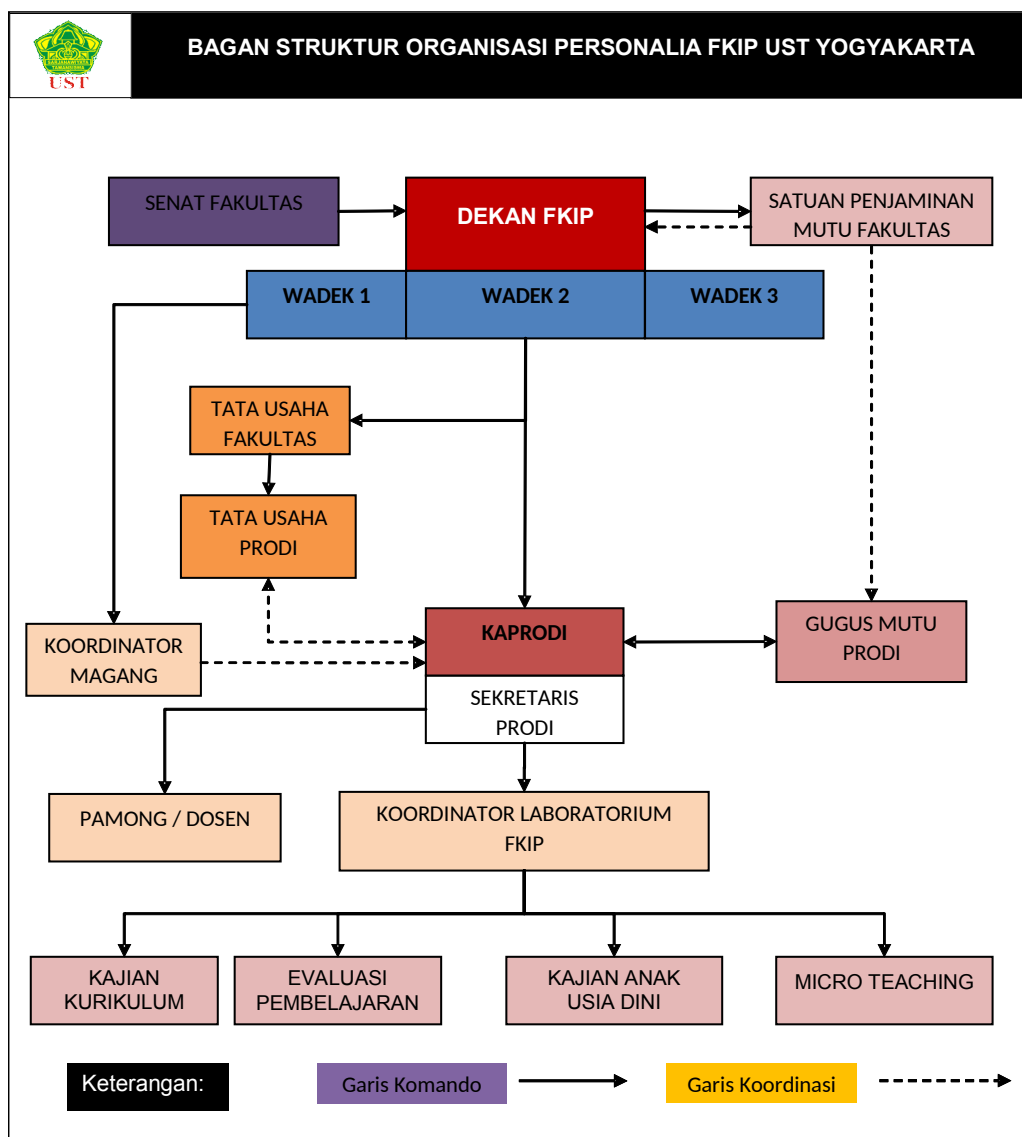 BAGAN STRUKTUR ORGANISASI PERSONALIA FKIP UST YOGYAKARTA
SARJANAWIYATA
TAMANSISWA
UST
SENAT FAKULTAS
DEKAN FKIP
SATUAN PENJAMINAN
MUTU FAKULTAS
WADEK 1
WADEK 2
WADEK 3
TATA USAHA
FAKULTAS
TATA USAHA
PRODI
KOORDINATOR
MAGANG
KAPRODI
GUGUS MUTU
PRODI
SEKRETARIS
PRODI
PAMONG / DOSEN
KOORDINATOR LABORATORIUM
FKIP
KAJIAN
KURIKULUM
EVALUASI
PEMBELAJARAN
KAJIAN ANAK
USIA DINI
MICRO TEACHING
Keterangan:
Garis Komando
Garis Koordinasi